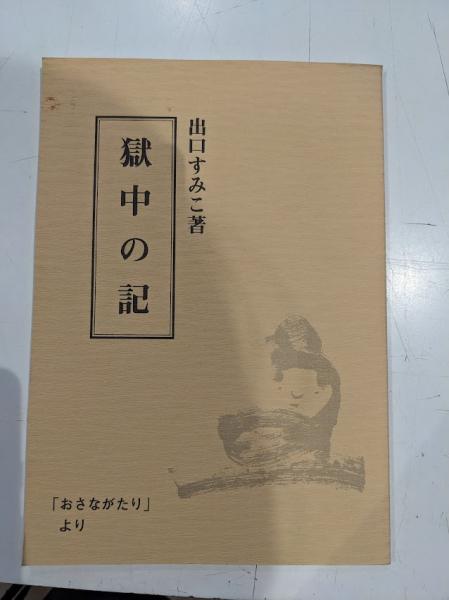 出口すみこ著
獄中の記
「おさながたり」
より